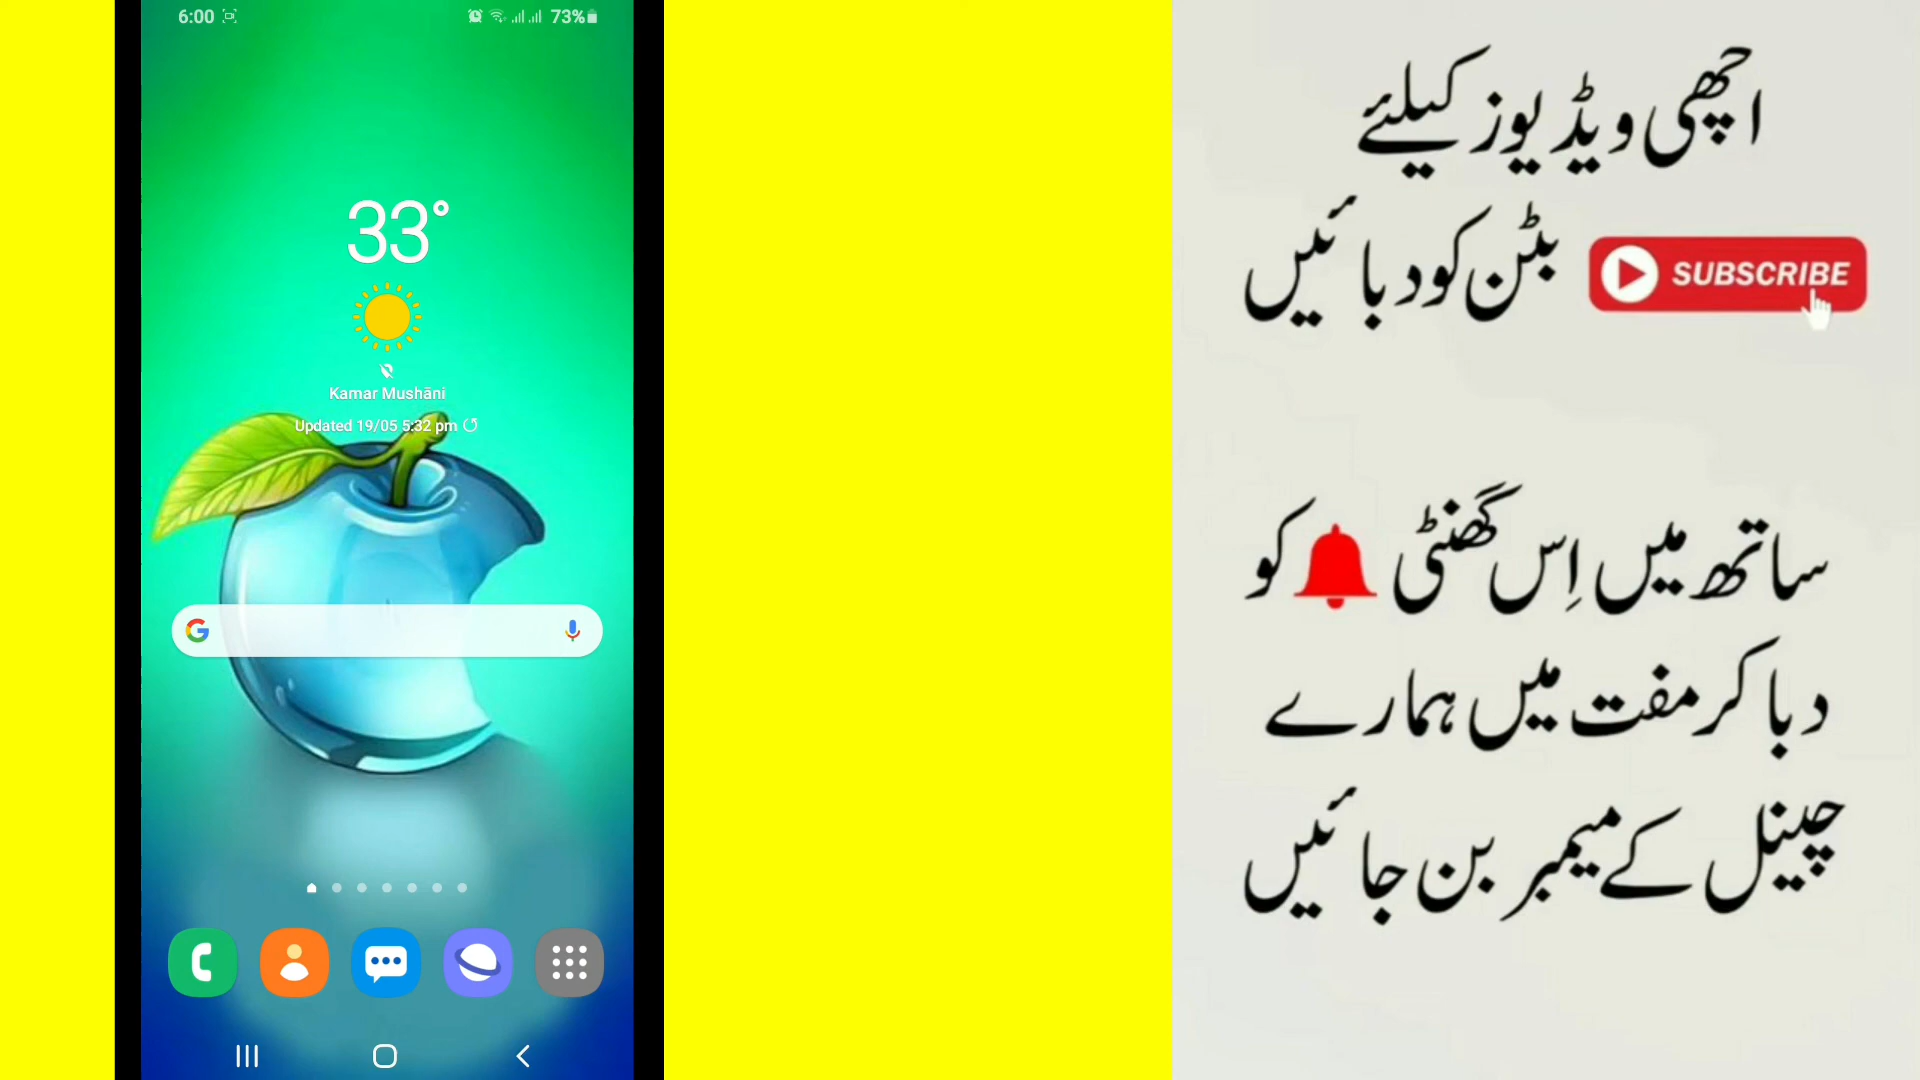 6:00
73%
33°
Kamar Mushāni
Updated 19/05 5:32 pm
اچھی ویڈیوز کیلئے
SUBSCRIBE بٹن کو دبائیں
ساتھ میں اِس گھنٹی کو
دبا کر مفت میں ہمارے
چینل کے میمبر بن جائیں